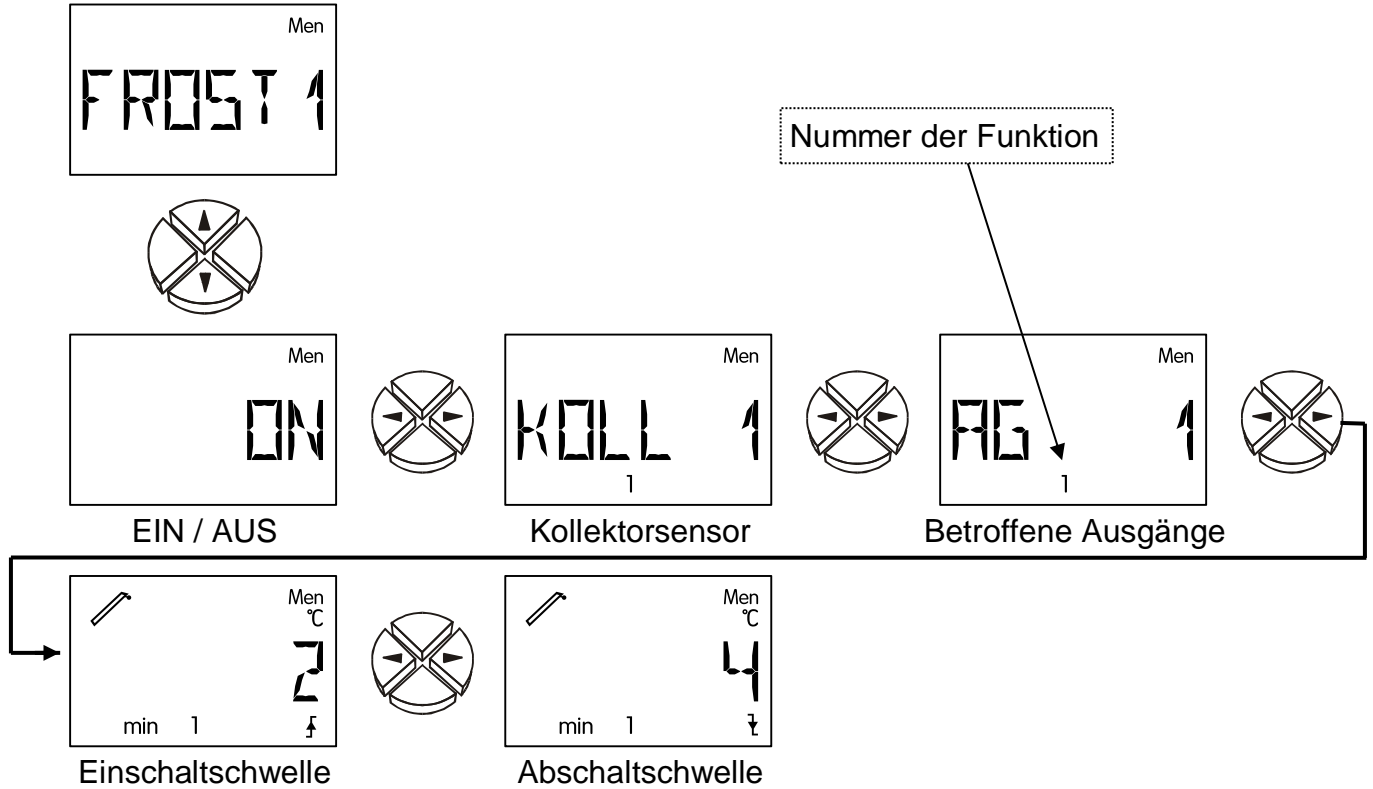 Men
FROST 1
Nummer der Funktion
Men
ON
Men
KOLL 1
1
Men
AG 1
1
EIN / AUS
Kollektorsensor
Betroffene Ausgänge
Men
°C
2
min 1
Men
°C
4
min 1
Einschaltschwelle
Abschaltschwelle